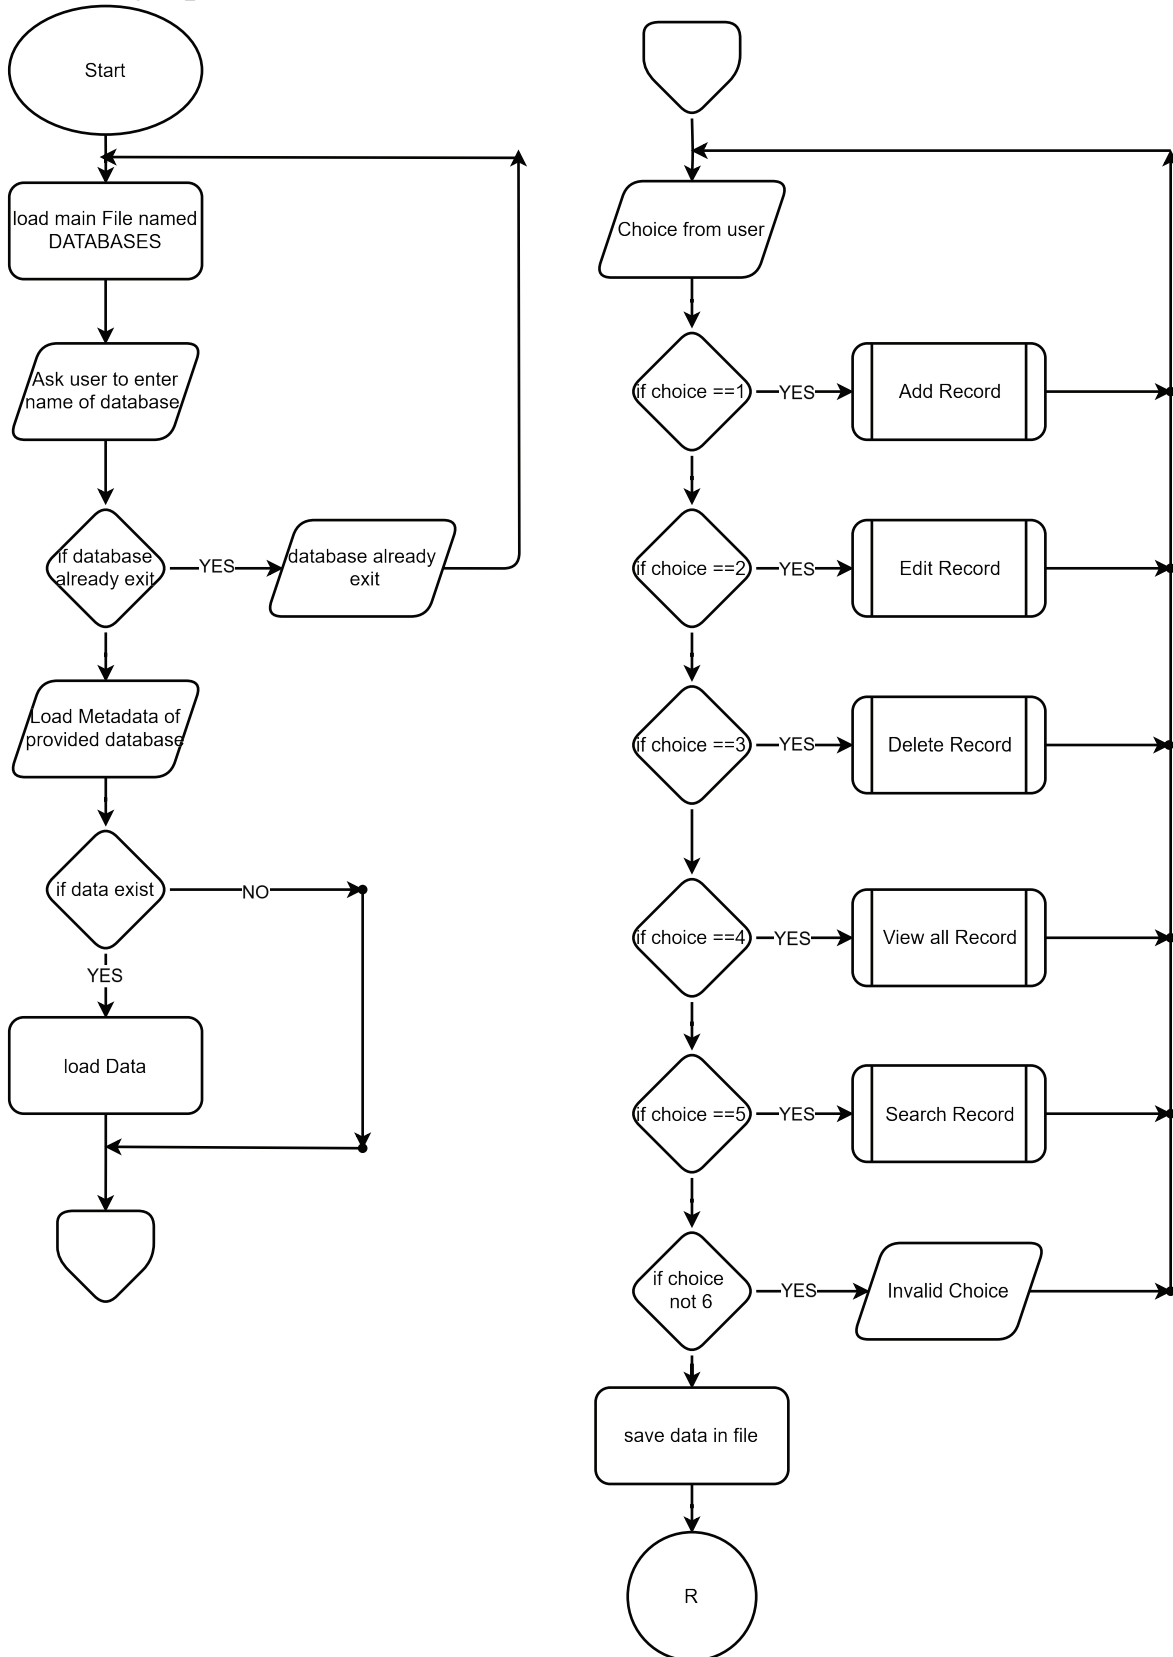 Start
load main File named
DATABASES
Ask user to enter
name of database
if database
already exit
YES
database already
exit
Load Metadata of
provided database
if data exist
NO
YES
load Data
Choice from user
if choice ==1
YES
Add Record
if choice ==2
YES
Edit Record
if choice ==3
YES
Delete Record
if choice ==4
YES
View all Record
if choice ==5
YES
Search Record
if choice
not 6
YES
Invalid Choice
save data in file
R